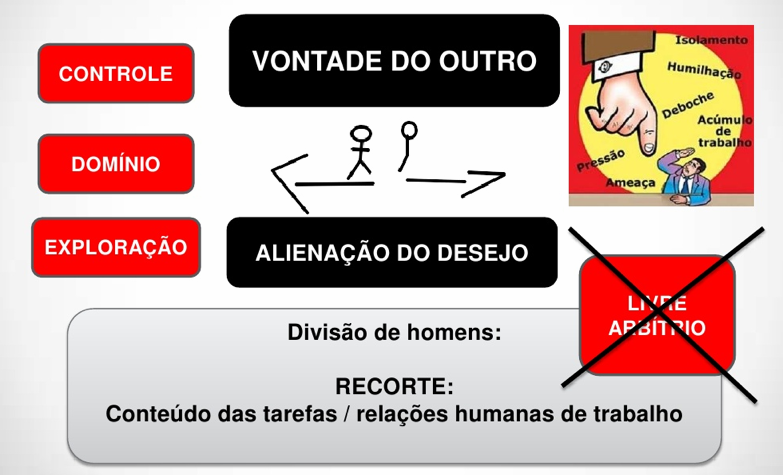 CONTROLE
VONTADE DO OUTRO
Isolamento
Humilhação
Deboche
Acúmulo
de
trabalho
Pressão
Ameaça
DOMÍNIO
EXPLORAÇÃO
ALIENAÇÃO DO DESEJO
LIVRE
ARBÍTRIO
Divisão de homens:
RECORTE:
Conteúdo das tarefas / relações humanas de trabalho